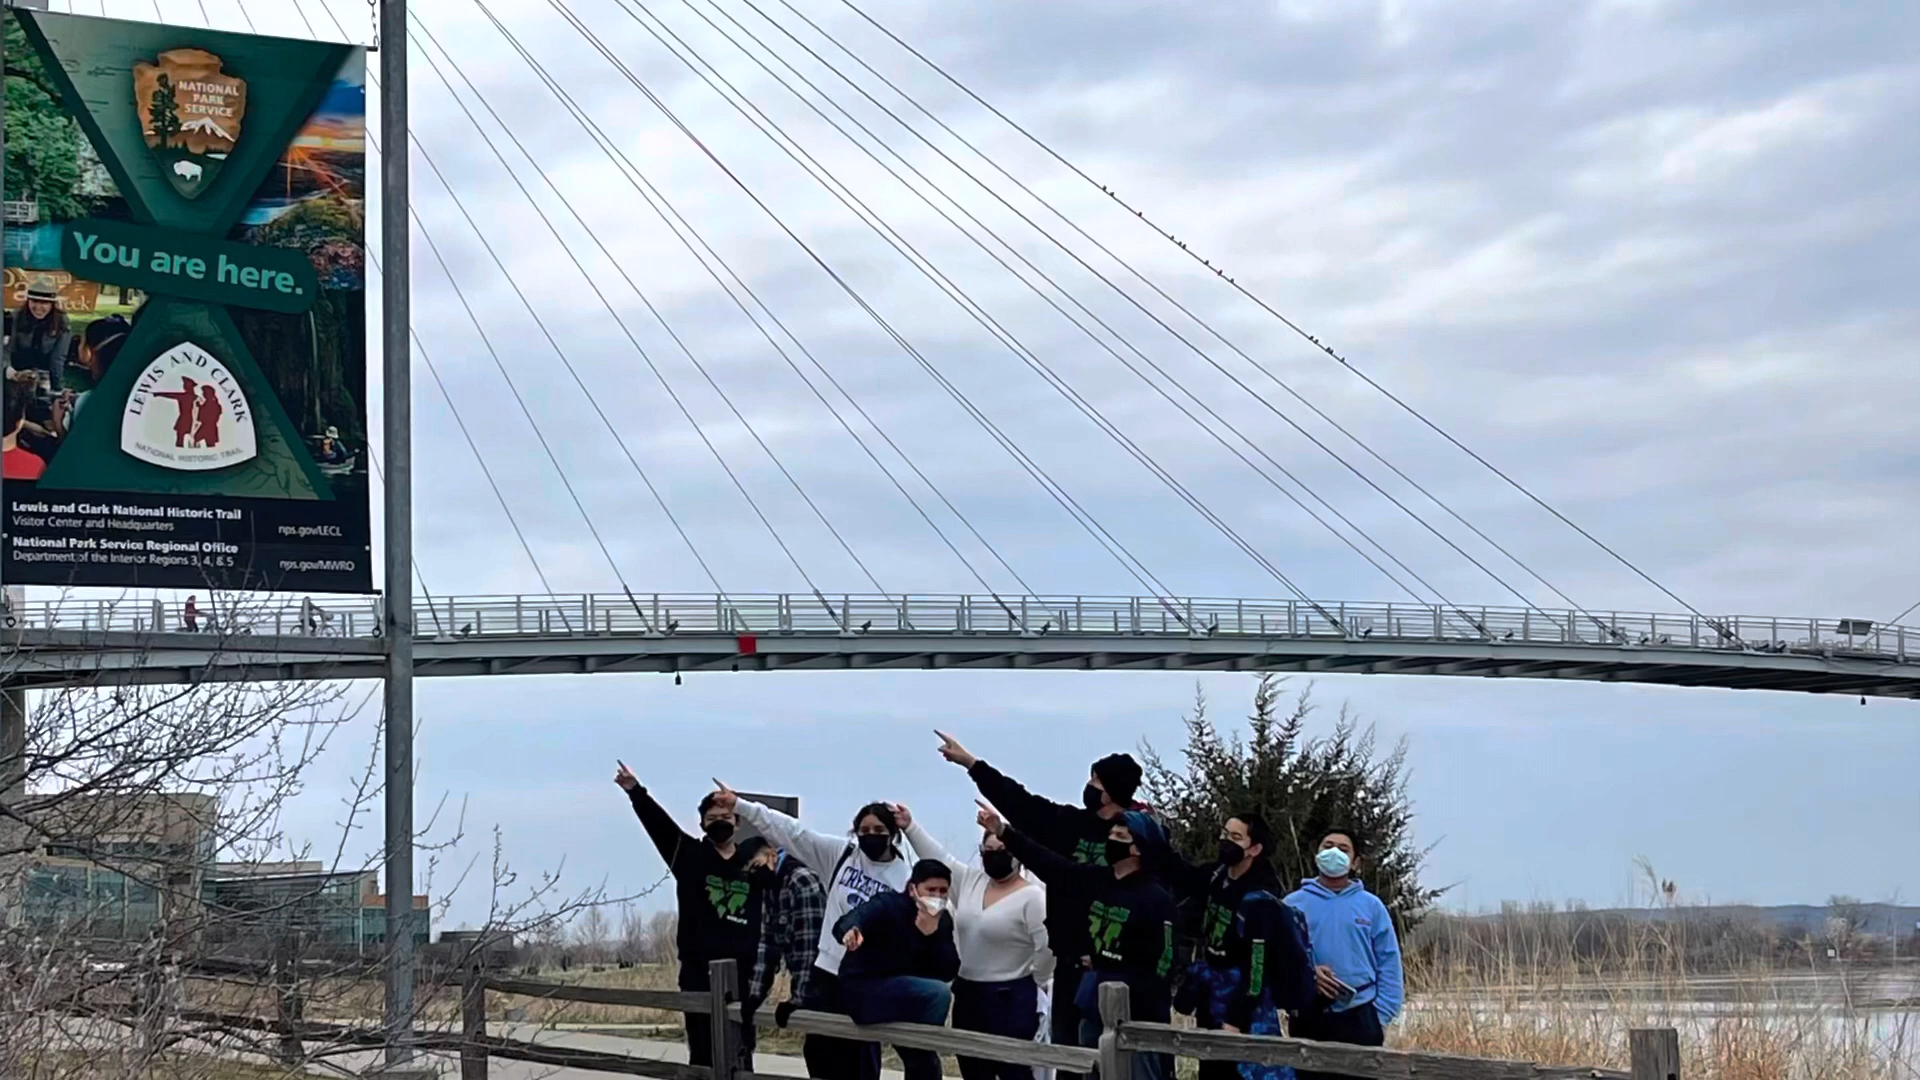 NATIONAL
PARK
SERVICE
You are here.
LEWIS AND CLARK
NATIONAL HISTORIC TRAIL
Lewis and Clark National Historic Trail
Visitor Center and Headquarters
nps.gov/LECL
National Park Service Regional Office
Department of the Interior Regions 3, 4, & 5
nps.gov/MWRO